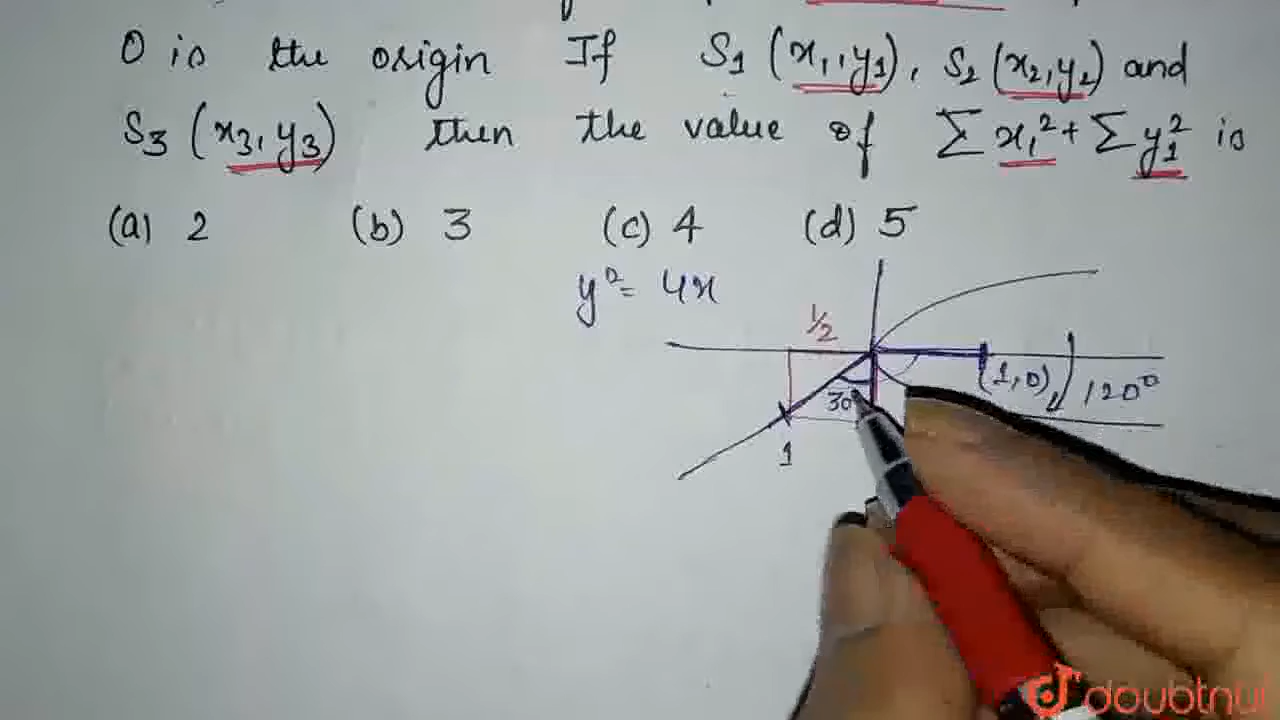 O is the origin If S1 (x1, y1), S2 (x2, y2) and
S3 (x3, y3) then the value of Σ x1² + Σ y1² is
(a) 2 (b) 3 (c) 4 (d) 5
y² = 4x
1/2
(1,0)
120°
30
1
doubtnut